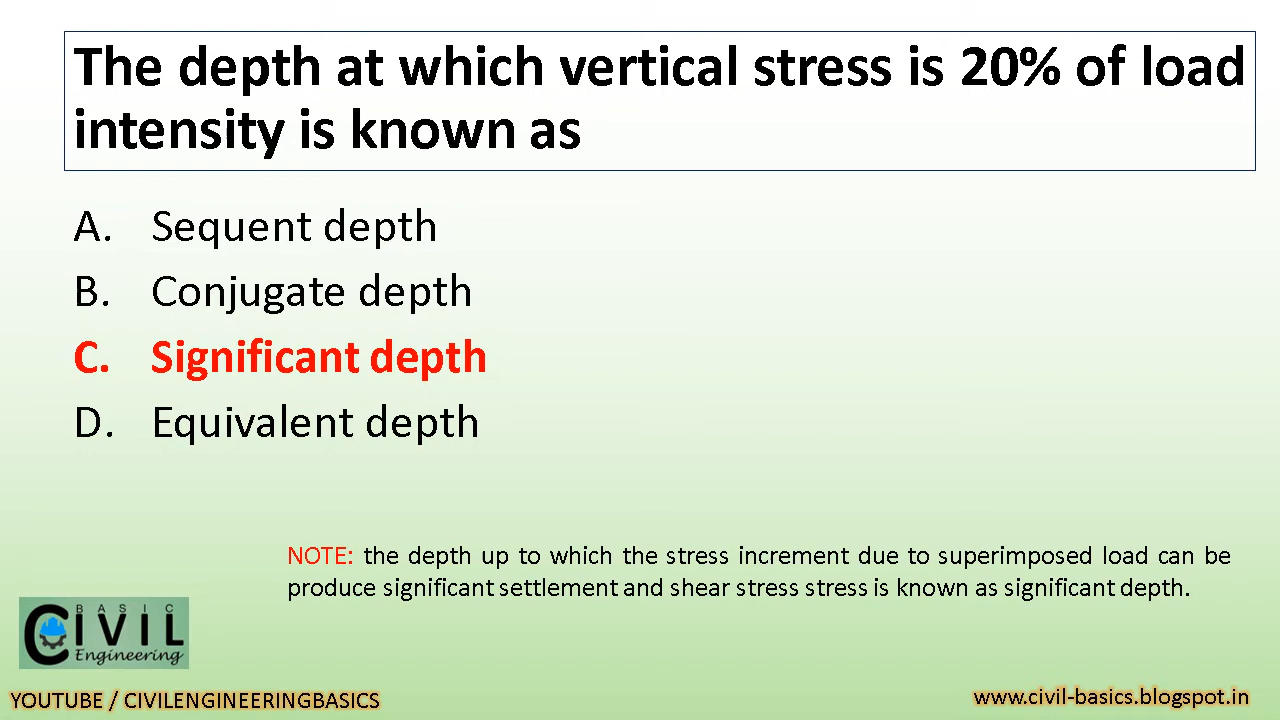 The depth at which vertical stress is 20% of load
intensity is known as
A. Sequent depth
B. Conjugate depth
C. Significant depth
D. Equivalent depth
NOTE: the depth up to which the stress increment due to superimposed load can be
produce significant settlement and shear stress stress is known as significant depth.
BASIC
CIVIL
Engineering
YOUTUBE / CIVILENGINEERINGBASICS
www.civil-basics.blogspot.in